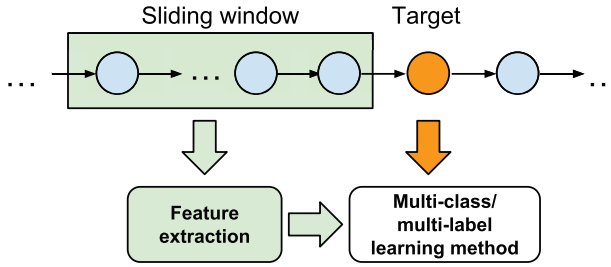 Sliding window
Target
... ... ..
Feature
extraction
Multi-class/
multi-label
learning method